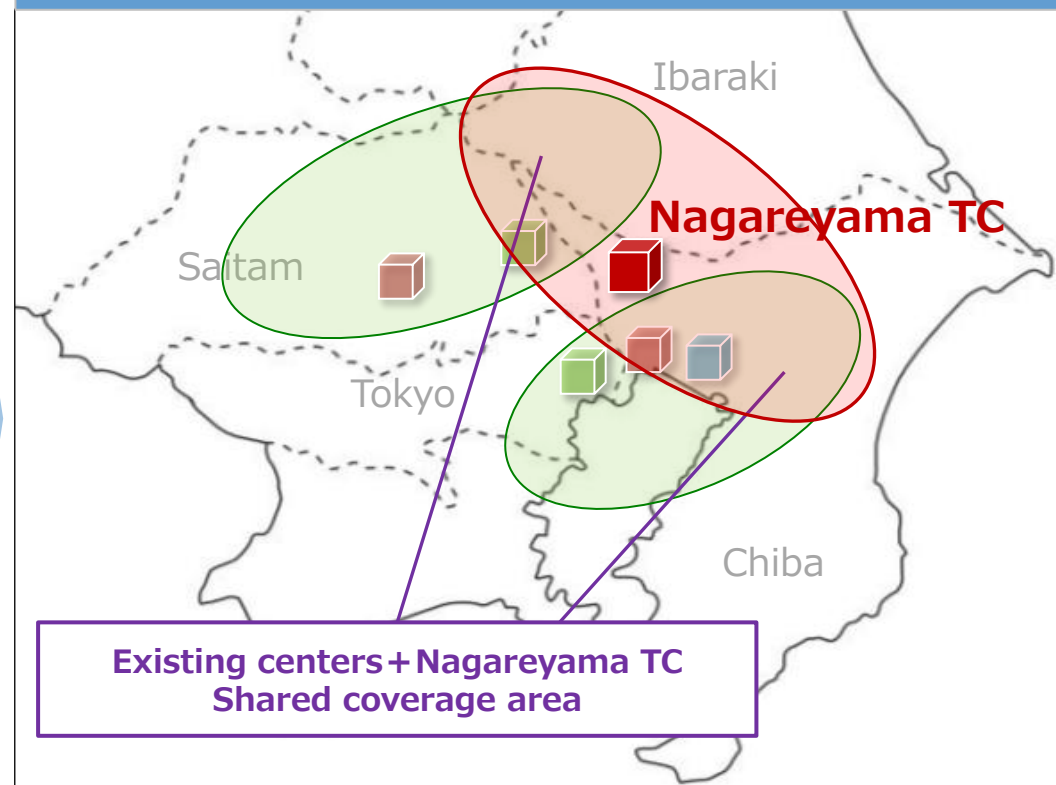 Ibaraki
Nagareyama TC
Saitam
Tokyo
Chiba
Existing centers＋Nagareyama TC
Shared coverage area